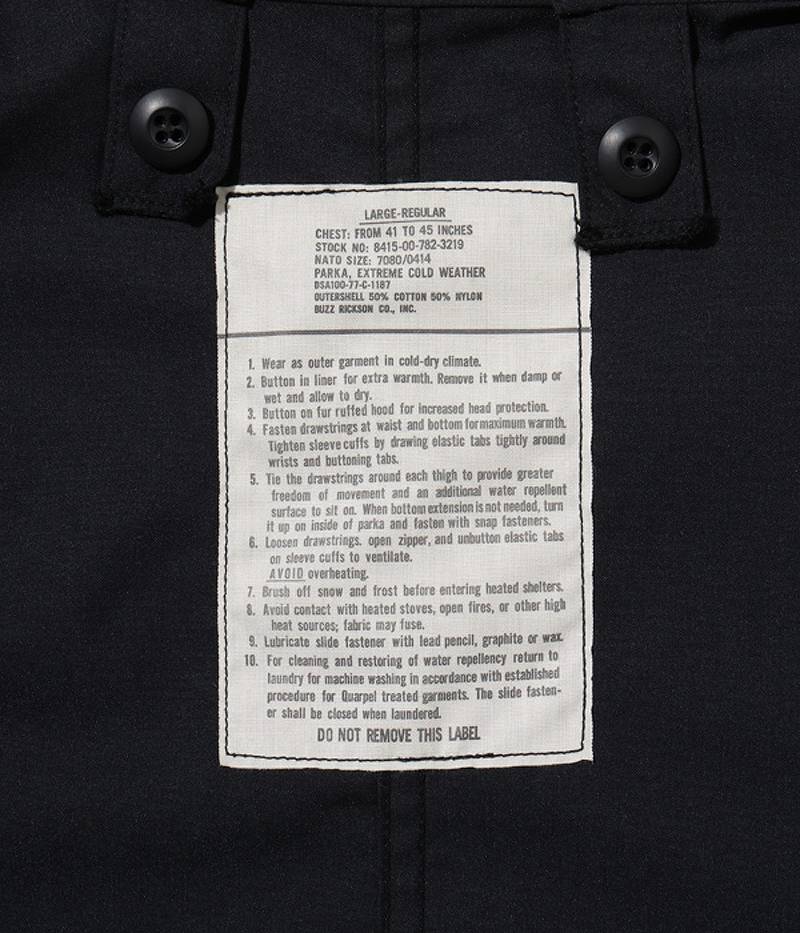 LARGE-REGULAR
CHEST: FROM 41 TO 45 INCHES
STOCK NO: 8415-00-782-3219
NATO SIZE: 7080/0414
PARKA, EXTREME COLD WEATHER
DSA100-77-C-1187
OUTERSHELL 50% COTTON 50% NYLON
BUZZ RICKSON CO., INC.
1. Wear as outer garment in cold-dry climate.
2. Button in liner for extra warmth. Remove it when damp or
wet and allow to dry.
3. Button on fur ruffed hood for increased head protection.
4. Fasten drawstrings at waist and bottom for maximum warmth.
Tighten sleeve cuffs by drawing elastic tabs tightly around
wrists and buttoning tabs.
5. Tie the drawstrings around each thigh to provide greater
freedom of movement and an additional water repellent
surface to sit on. When bottom extension is not needed, turn
it up on inside of parka and fasten with snap fasteners.
6. Loosen drawstrings. open zipper, and unbutton elastic tabs
on sleeve cuffs to ventilate.
AVOID overheating.
7. Brush off snow and frost before entering heated shelters.
8. Avoid contact with heated stoves, open fires, or other high
heat sources; fabric may fuse.
9. Lubricate slide fastener with lead pencil, graphite or wax.
10. For cleaning and restoring of water repellency return to
laundry for machine washing in accordance with established
procedure for Quarpel treated garments. The slide fasten-
er shall be closed when laundered.
DO NOT REMOVE THIS LABEL